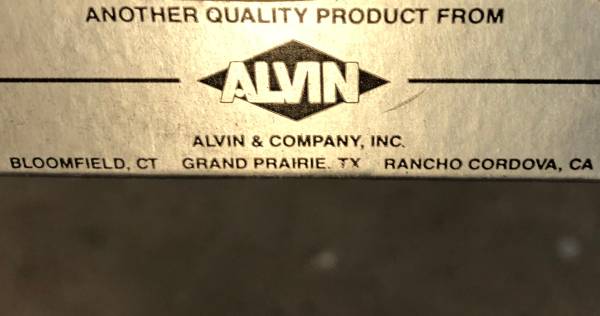 ANOTHER QUALITY PRODUCT FROM
ALVIN
ALVIN & COMPANY, INC.
BLOOMFIELD, CT GRAND PRAIRIE. TX RANCHO CORDOVA, CA